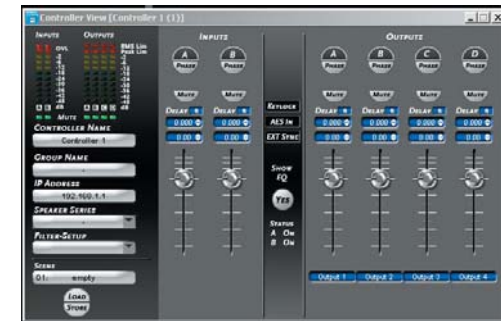 Controller View [Controller 1 (1)]
INPUTS OUTPUTS
OVL RMS Lim
Peak Lim
A B A B C D dB
MUTE
CONTROLLER NAME
Controller 1
GROUP NAME
-
IP ADDRESS
192.168.1.1
SPEAKER SERIES
FILTER-SETUP
SCENE
01: empty
LOAD
STORE
INPUTS
A B
PHASE PHASE
MUTE MUTE
DELAY DELAY
0.000 0.000
0.00 0.00
KEYLOCK
AES IN
EXT SYNC
SHOW
EQ
YES
STATUS
A ON
B ON
OUTPUTS
A B C D
PHASE PHASE PHASE PHASE
MUTE MUTE MUTE MUTE
DELAY DELAY DELAY DELAY
0.000 0.000 0.000 0.000
0.00 0.00 0.00 0.00
Output 1 Output 2 Output 3 Output 4